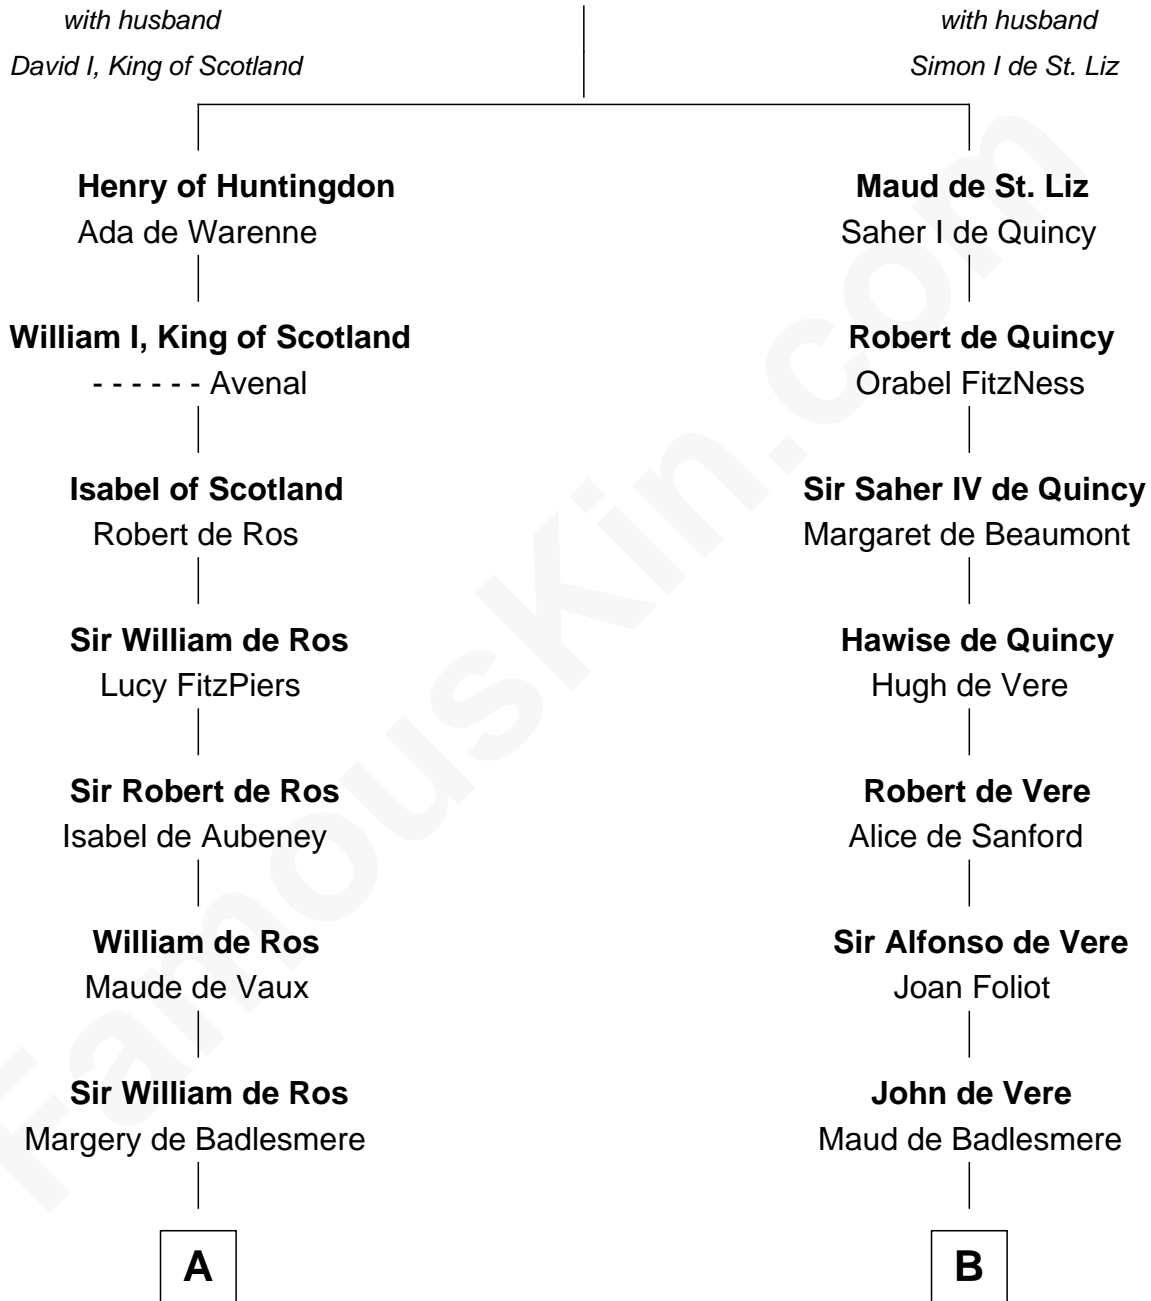 with husband
David I, King of Scotland
with husband
Simon I de St. Liz
Henry of Huntingdon
Ada de Warenne
Maud de St. Liz
Saher I de Quincy
William I, King of Scotland
- - - - - - Avenal
Robert de Quincy
Orabel FitzNess
Isabel of Scotland
Robert de Ros
Sir Saher IV de Quincy
Margaret de Beaumont
Sir William de Ros
Lucy FitzPiers
Hawise de Quincy
Hugh de Vere
Sir Robert de Ros
Isabel de Aubeney
Robert de Vere
Alice de Sanford
William de Ros
Maude de Vaux
Sir Alfonso de Vere
Joan Foliot
Sir William de Ros
Margery de Badlesmere
John de Vere
Maud de Badlesmere
A
B
FamousKin.com